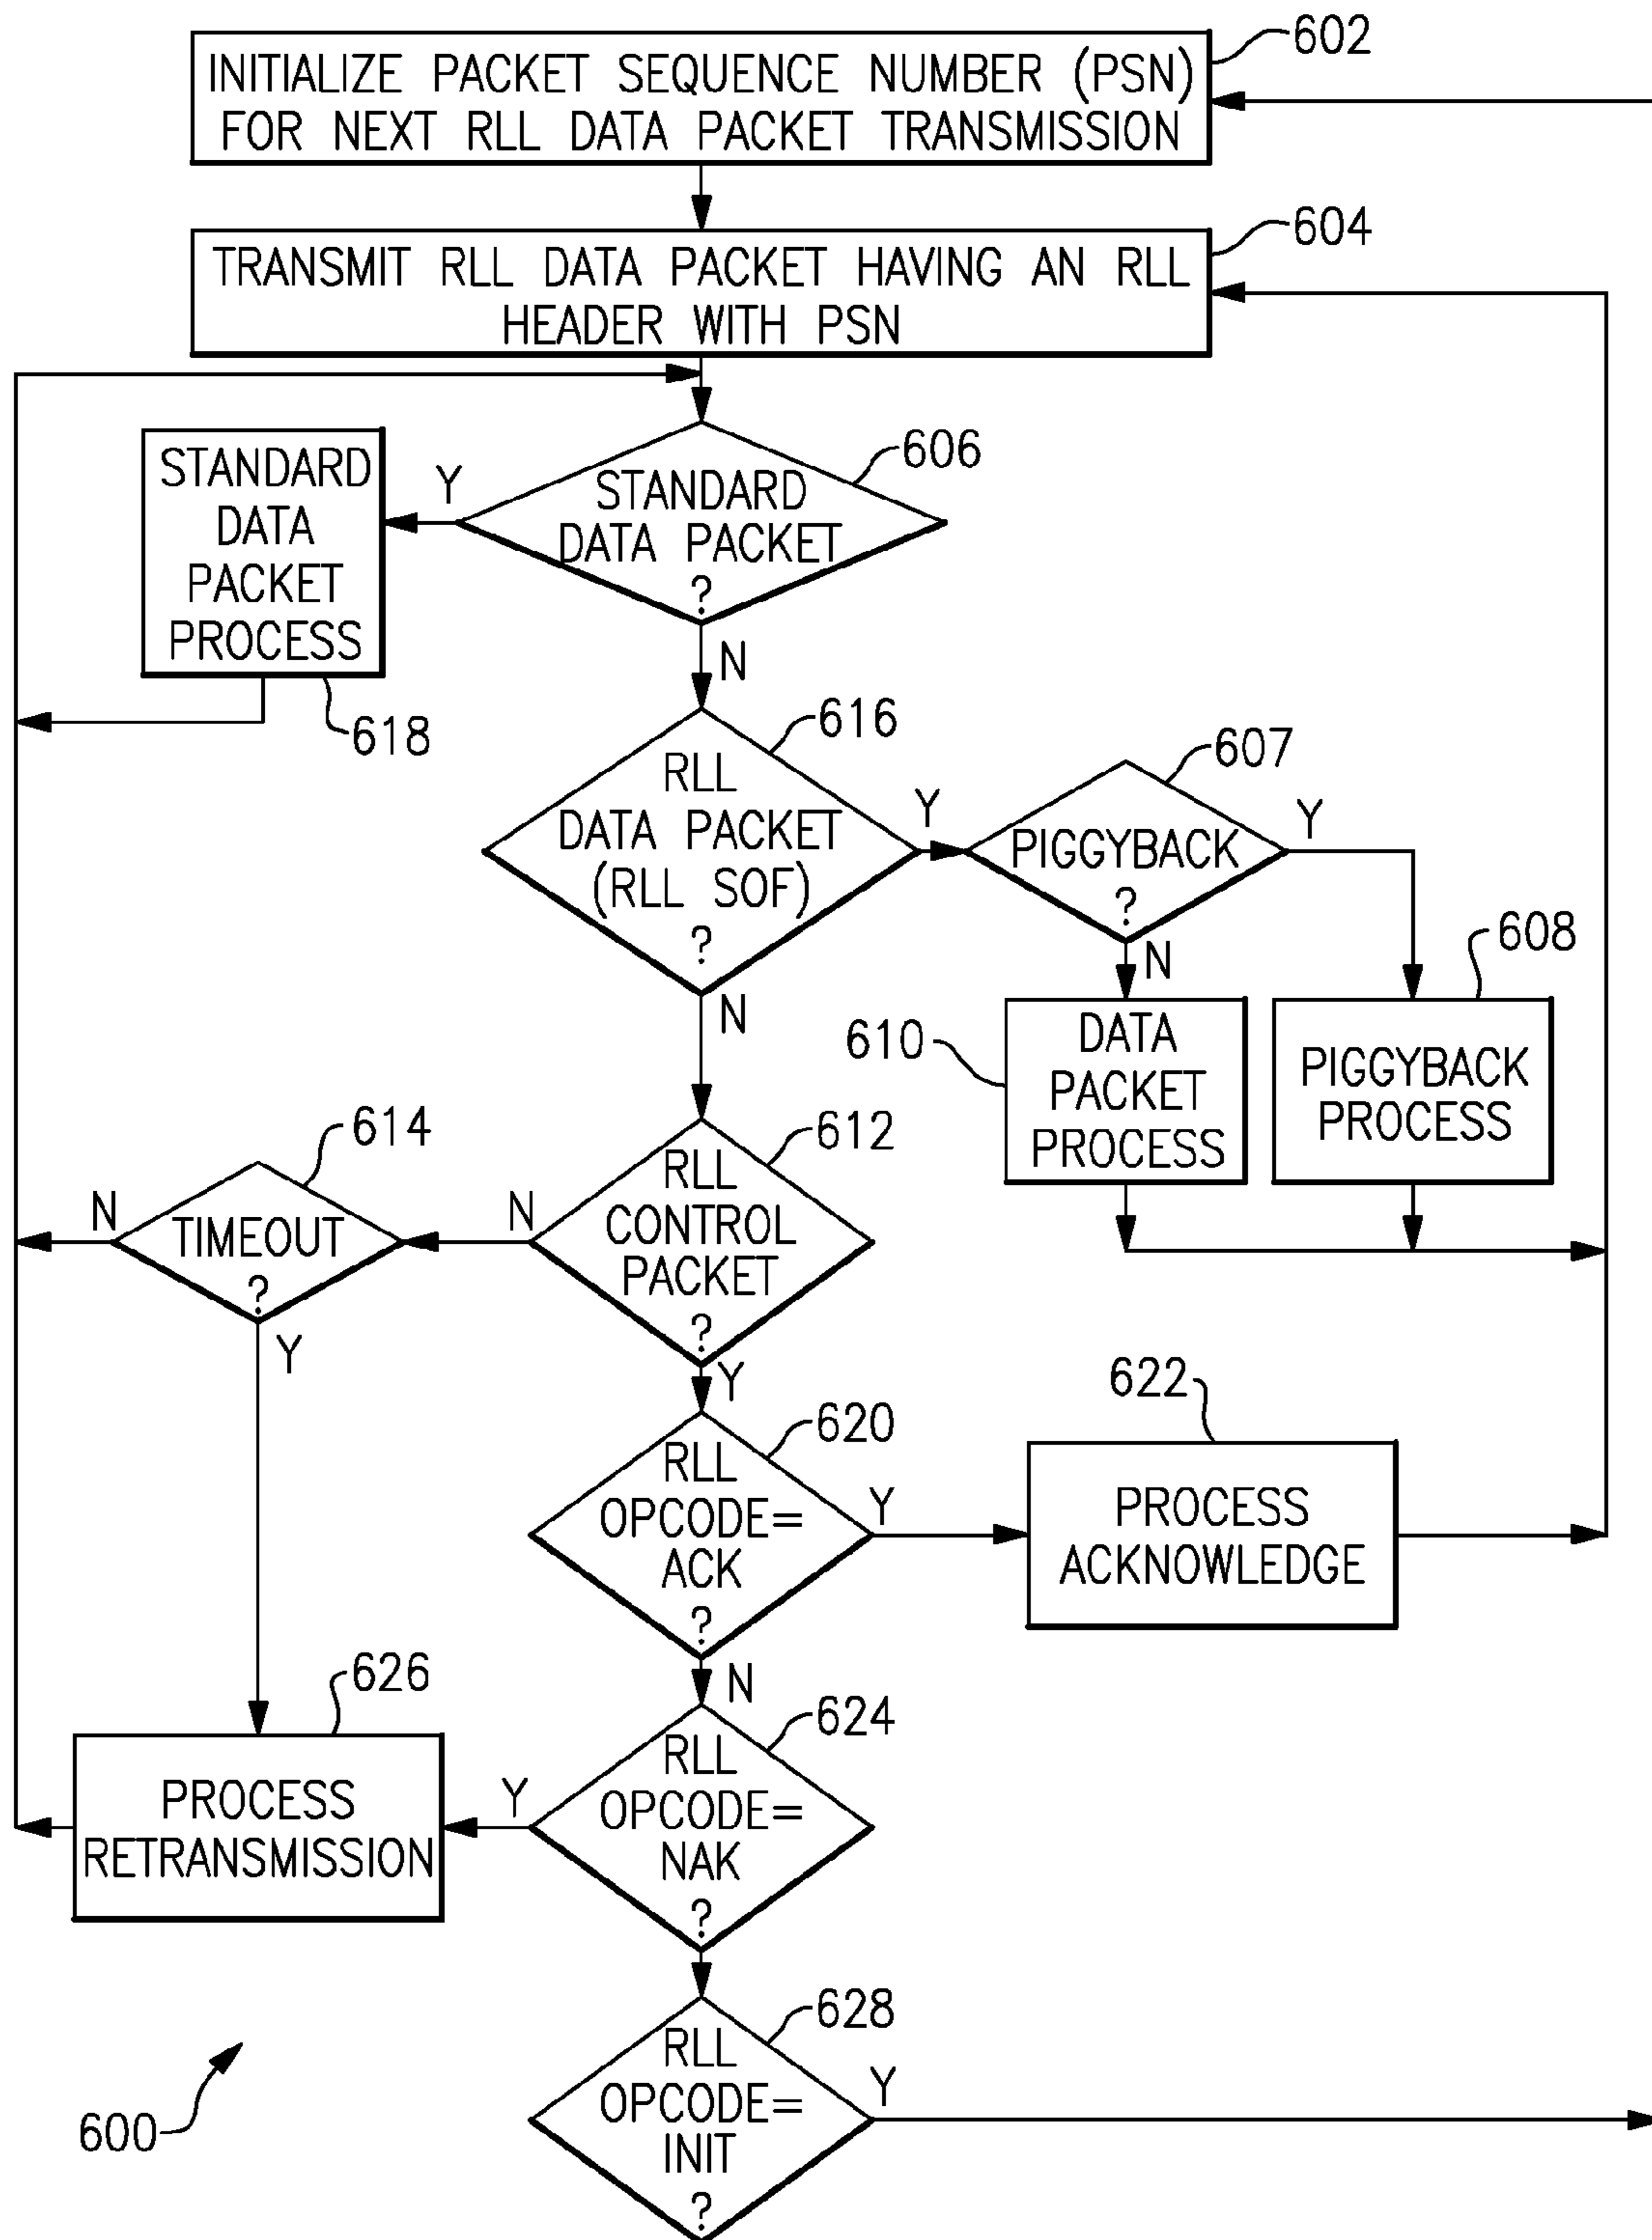 602
INITIALIZE PACKET SEQUENCE NUMBER (PSN)
FOR NEXT RLL DATA PACKET TRANSMISSION
604
TRANSMIT RLL DATA PACKET HAVING AN RLL
HEADER WITH PSN
606
STANDARD
DATA PACKET
?
Y
N
STANDARD
DATA
PACKET
PROCESS
618
616
RLL
DATA PACKET
(RLL SOF)
?
Y
N
607
PIGGYBACK
?
Y
N
608
PIGGYBACK
PROCESS
610
DATA
PACKET
PROCESS
612
RLL
CONTROL
PACKET
?
N
Y
614
TIMEOUT
?
N
Y
620
RLL
OPCODE=
ACK
?
Y
N
622
PROCESS
ACKNOWLEDGE
624
RLL
OPCODE=
NAK
?
Y
626
PROCESS
RETRANSMISSION
628
RLL
OPCODE=
INIT
?
Y
600